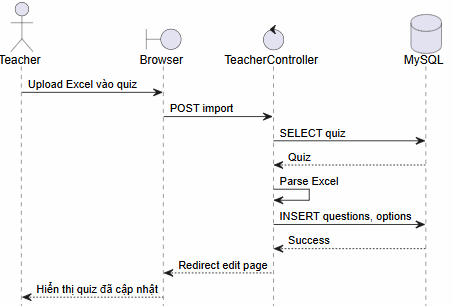 Teacher
Browser
TeacherController
MySQL
Upload Excel vào quiz
POST import
SELECT quiz
Quiz
Parse Excel
INSERT questions, options
Success
Redirect edit page
Hiển thị quiz đã cập nhật